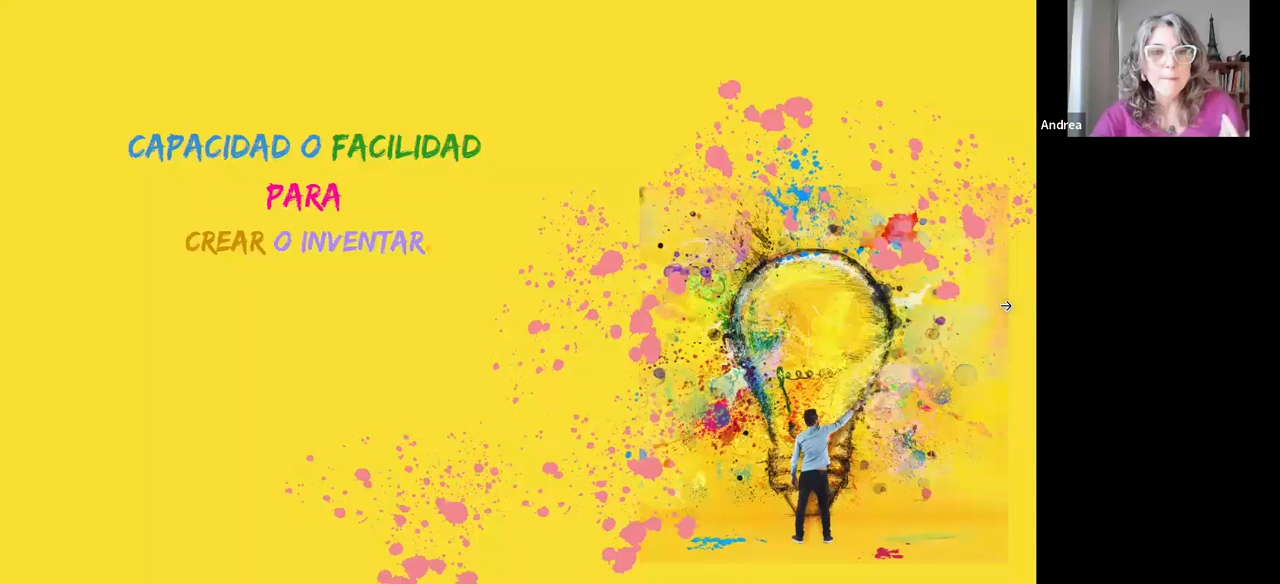 CAPACIDAD O FACILIDAD
PARA
CREAR O INVENTAR
Andrea